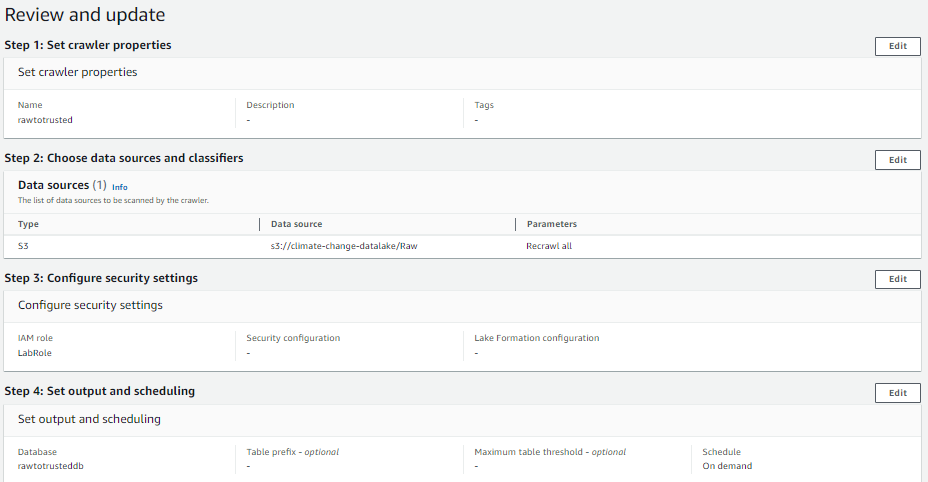 Review and update
Step 1: Set crawler properties
Edit
Set crawler properties
Name
Description
Tags
rawtotrusted
-
-
Step 2: Choose data sources and classifiers
Edit
Data sources (1) Info
The list of data sources to be scanned by the crawler.
Type
Data source
Parameters
S3
s3://climate-change-datalake/Raw
Recrawl all
Step 3: Configure security settings
Edit
Configure security settings
IAM role
Security configuration
Lake Formation configuration
LabRole
-
-
Step 4: Set output and scheduling
Edit
Set output and scheduling
Database
Table prefix - optional
Maximum table threshold - optional
Schedule
rawtotrusteddb
-
-
On demand